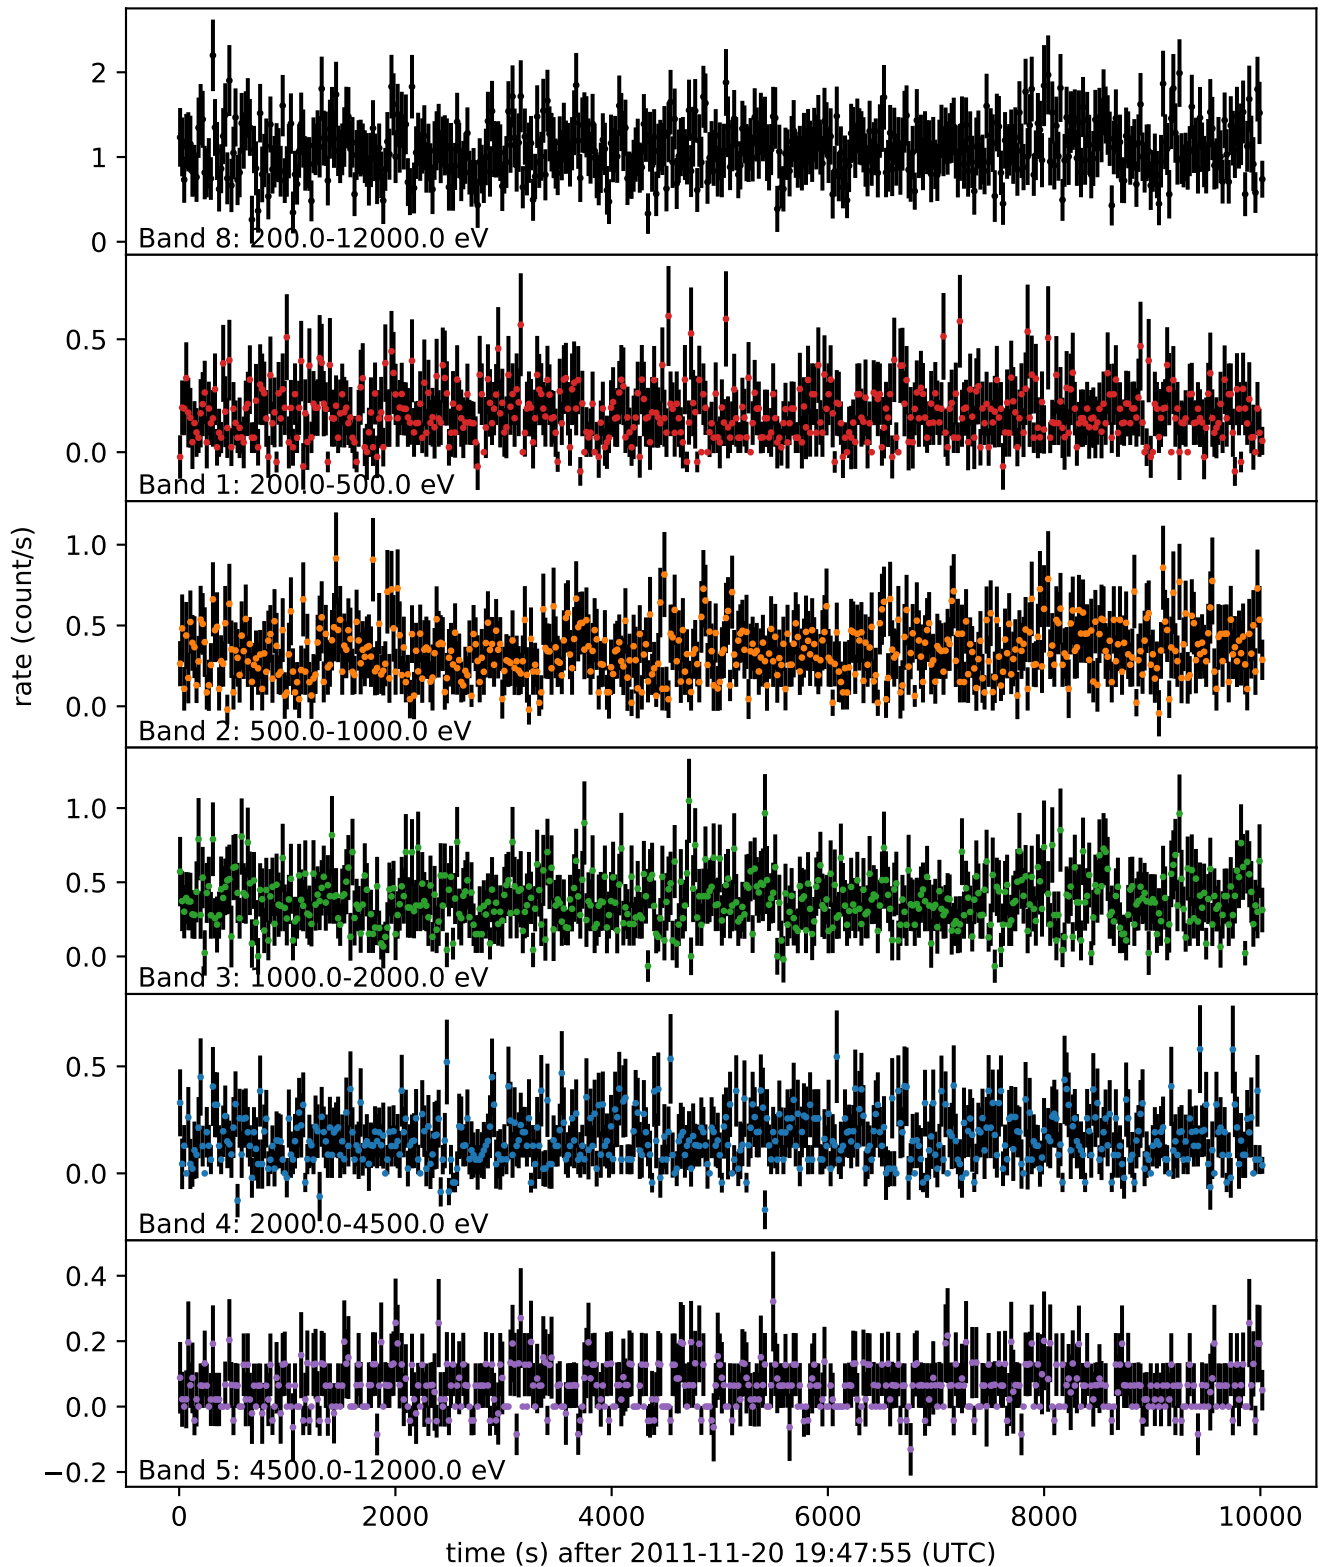 2
1
0
Band 8: 200.0-12000.0 eV
0.5
0.0
Band 1: 200.0-500.0 eV
1.0
0.5
0.0
Band 2: 500.0-1000.0 eV
rate (count/s)
1.0
0.5
0.0
Band 3: 1000.0-2000.0 eV
0.5
0.0
Band 4: 2000.0-4500.0 eV
0.4
0.2
0.0
−0.2
Band 5: 4500.0-12000.0 eV
0 2000 4000 6000 8000 10000
time (s) after 2011-11-20 19:47:55 (UTC)